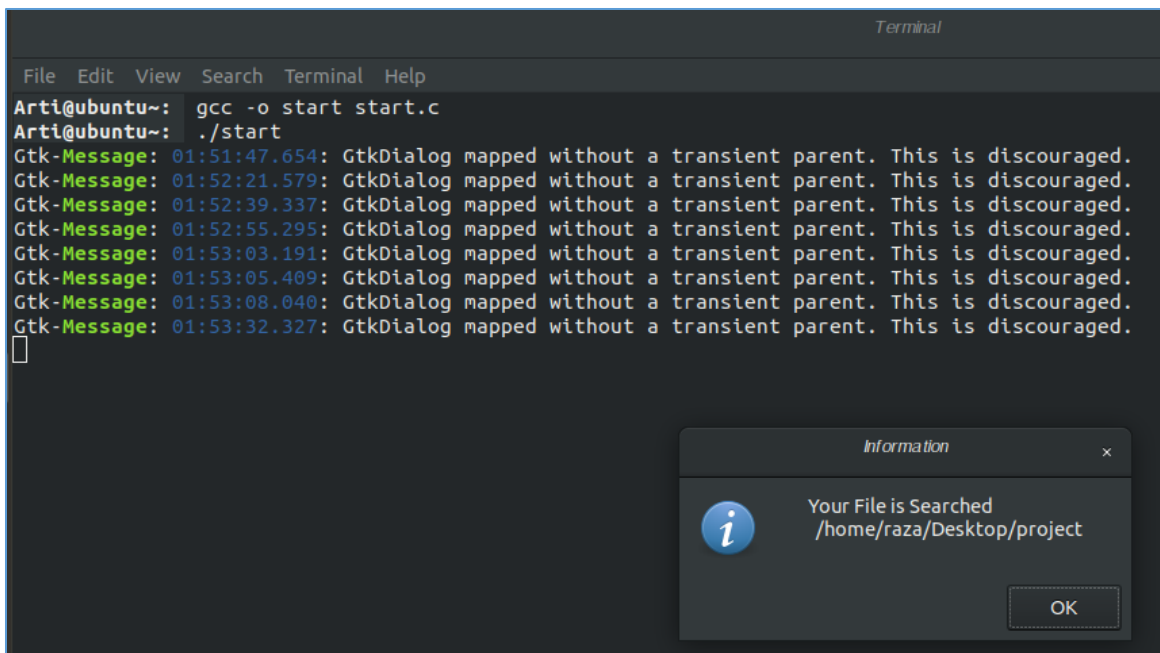 Terminal
File Edit View Search Terminal Help
Arti@ubuntu~: gcc -o start start.c
Arti@ubuntu~: ./start
Gtk-Message: 01:51:47.654: GtkDialog mapped without a transient parent. This is discouraged.
Gtk-Message: 01:52:21.579: GtkDialog mapped without a transient parent. This is discouraged.
Gtk-Message: 01:52:39.337: GtkDialog mapped without a transient parent. This is discouraged.
Gtk-Message: 01:52:55.295: GtkDialog mapped without a transient parent. This is discouraged.
Gtk-Message: 01:53:03.191: GtkDialog mapped without a transient parent. This is discouraged.
Gtk-Message: 01:53:05.409: GtkDialog mapped without a transient parent. This is discouraged.
Gtk-Message: 01:53:08.040: GtkDialog mapped without a transient parent. This is discouraged.
Gtk-Message: 01:53:32.327: GtkDialog mapped without a transient parent. This is discouraged.
Information
Your File is Searched
/home/raza/Desktop/project
OK